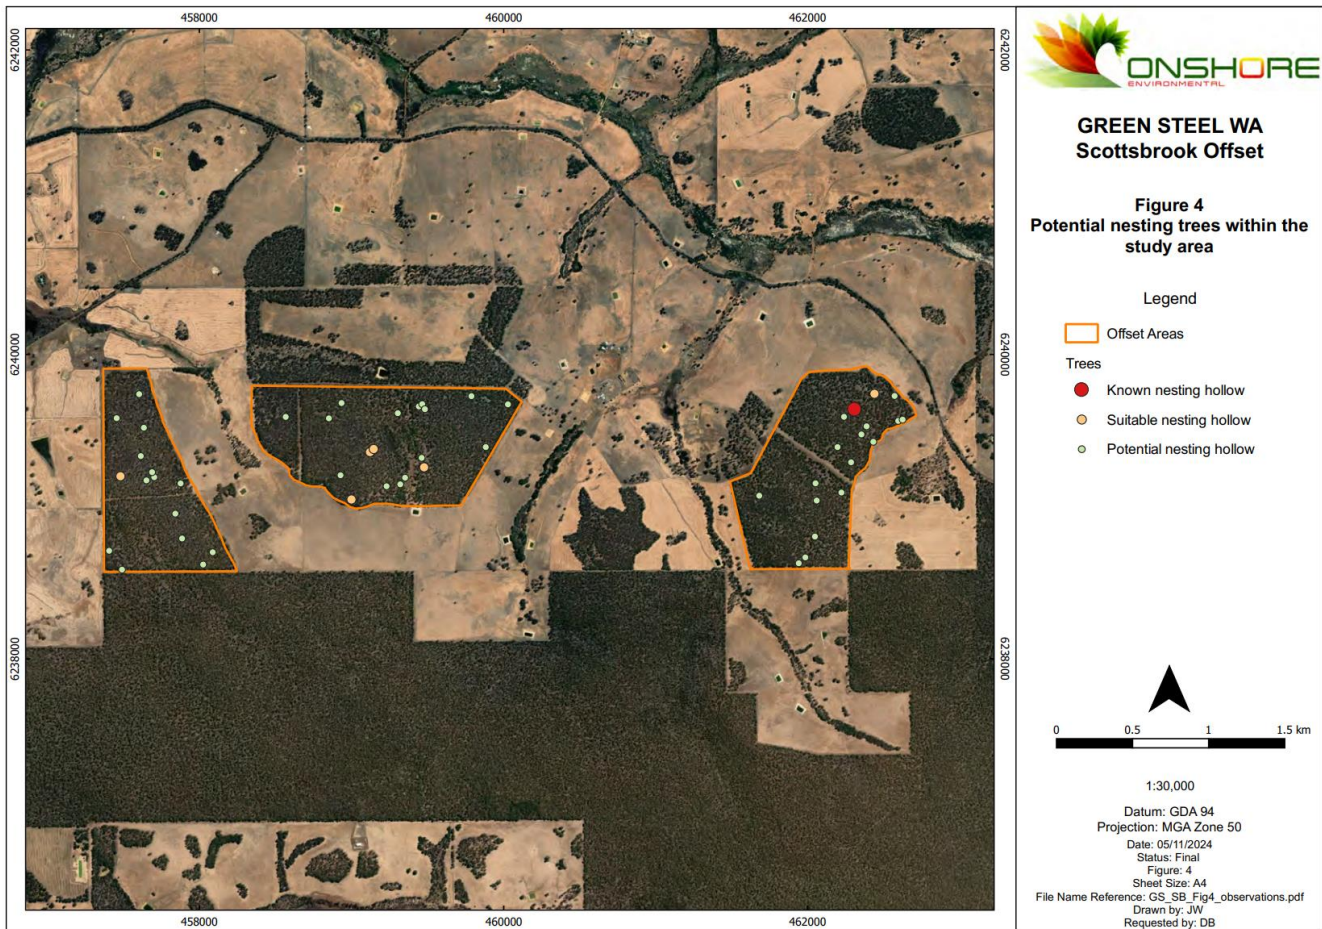 458000
460000
462000
6242000
6242000
6240000
6240000
6238000
6238000
458000
460000
462000
ONSHORE
ENVIRONMENTAL
GREEN STEEL WA
Scottsbrook Offset
Figure 4
Potential nesting trees within the
study area
Legend
Offset Areas
Trees
Known nesting hollow
Suitable nesting hollow
Potential nesting hollow
0 0.5 1 1.5 km
1:30,000
Datum: GDA 94
Projection: MGA Zone 50
Date: 05/11/2024
Status: Final
Figure: 4
Sheet Size: A4
File Name Reference: GS_SB_Fig4_observations.pdf
Drawn by: JW
Requested by: DB